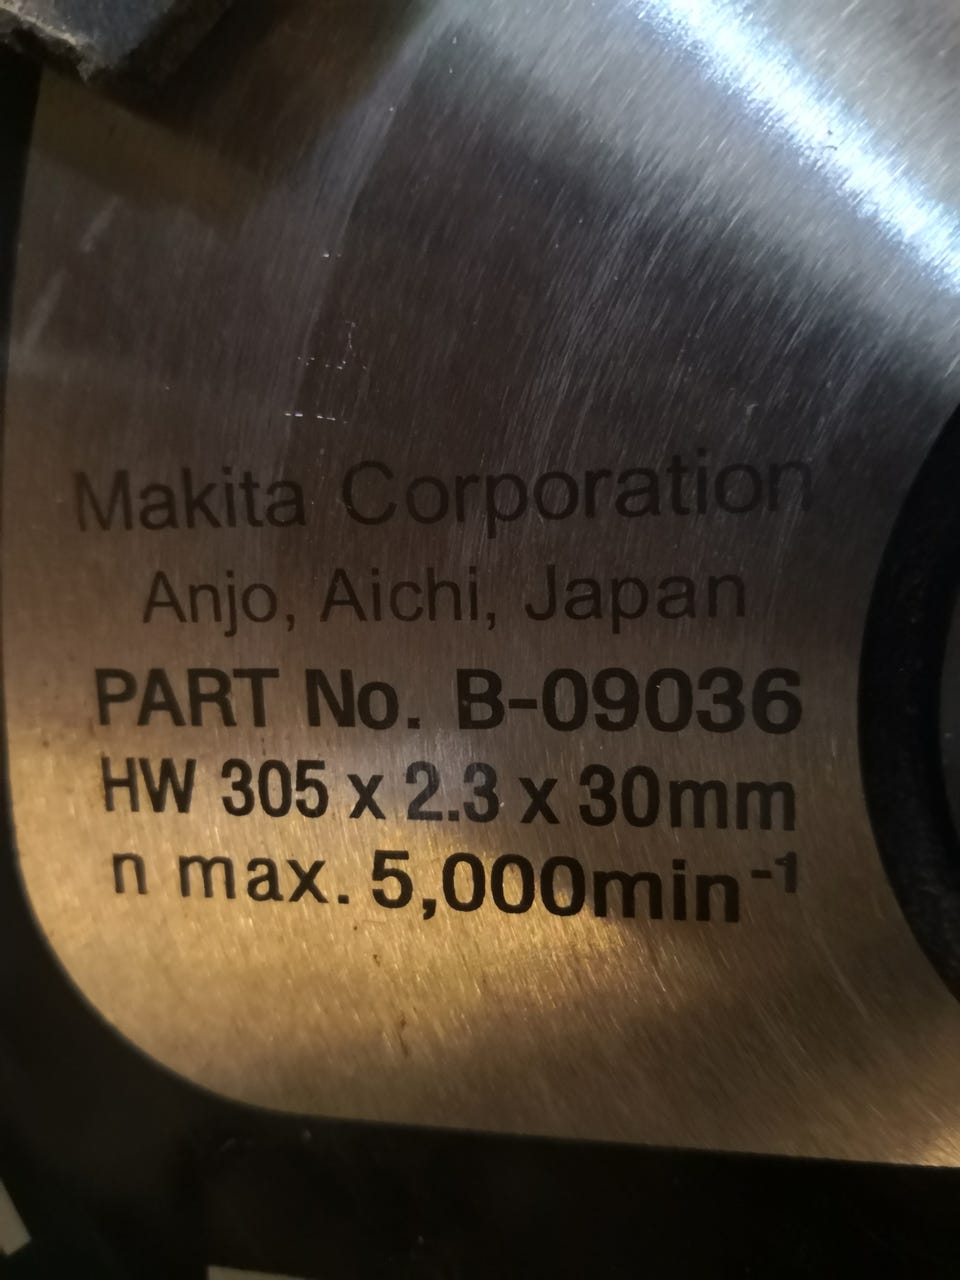 Makita Corporation
Anjo, Aichi, Japan
PART No. B-09036
HW 305 x 2.3 x 30mm
n max. 5,000min⁻¹